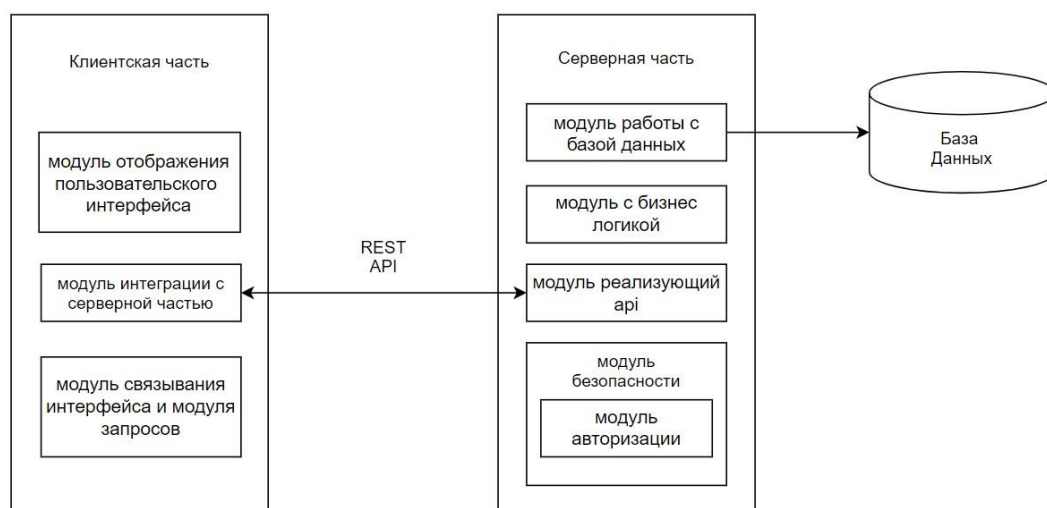 Клиентская часть
модуль отображения
пользовательского
интерфейса
модуль интеграции с
серверной частью
модуль связывания
интерфейса и модуля
запросов
REST
API
Серверная часть
модуль работы с
базой данных
модуль с бизнес
логикой
модуль реализующий
api
модуль
безопасности
модуль
авторизации
База
Данных